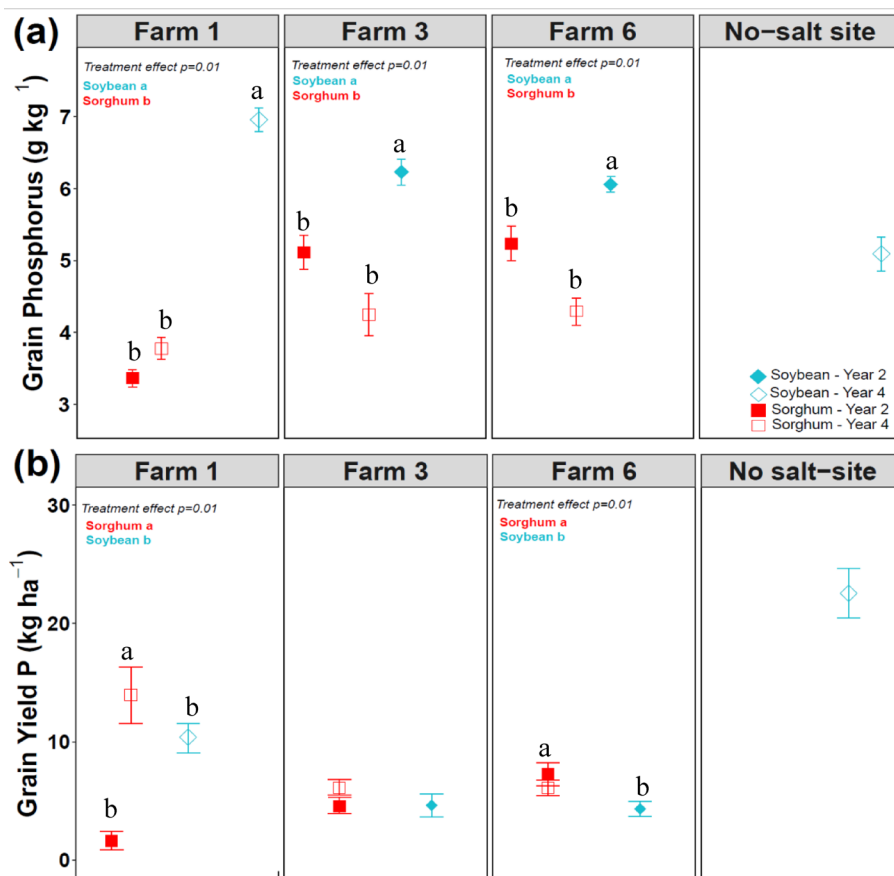 (a)
Farm 1
Farm 3
Farm 6
No-salt site
Grain Phosphorus (g kg ¹)
7
6
5
4
3
Treatment effect p=0.01
Soybean a
Sorghum b
b
b
a
Treatment effect p=0.01
Soybean a
Sorghum b
b
b
a
Treatment effect p=0.01
Soybean a
Sorghum b
b
b
a
Soybean - Year 2
Soybean - Year 4
Sorghum - Year 2
Sorghum - Year 4
(b)
Farm 1
Farm 3
Farm 6
No salt-site
Grain Yield P (kg ha⁻¹)
30
20
10
0
Treatment effect p=0.01
Sorghum a
Soybean b
b
a
b
Treatment effect p=0.01
Sorghum a
Soybean b
a
b